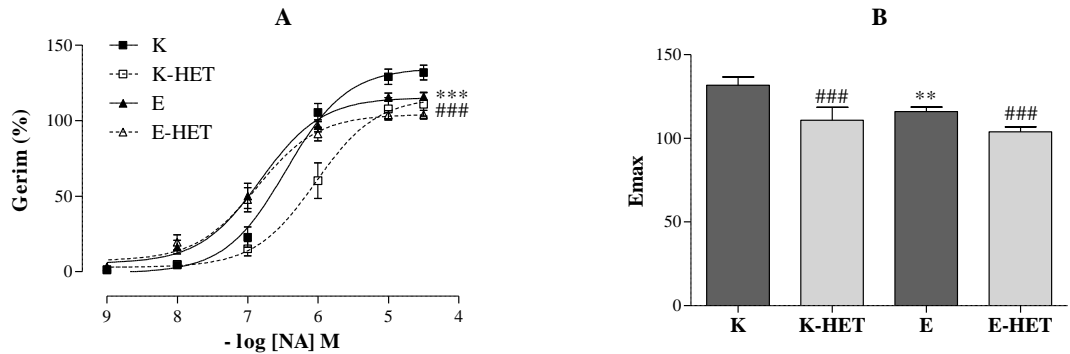 A
150
100
50
0
Gerim (%)
K
K-HET
E
E-HET
***
###
9 8 7 6 5 4
- log [NA] M
B
150
100
50
0
Emax
###
**
###
K K-HET E E-HET